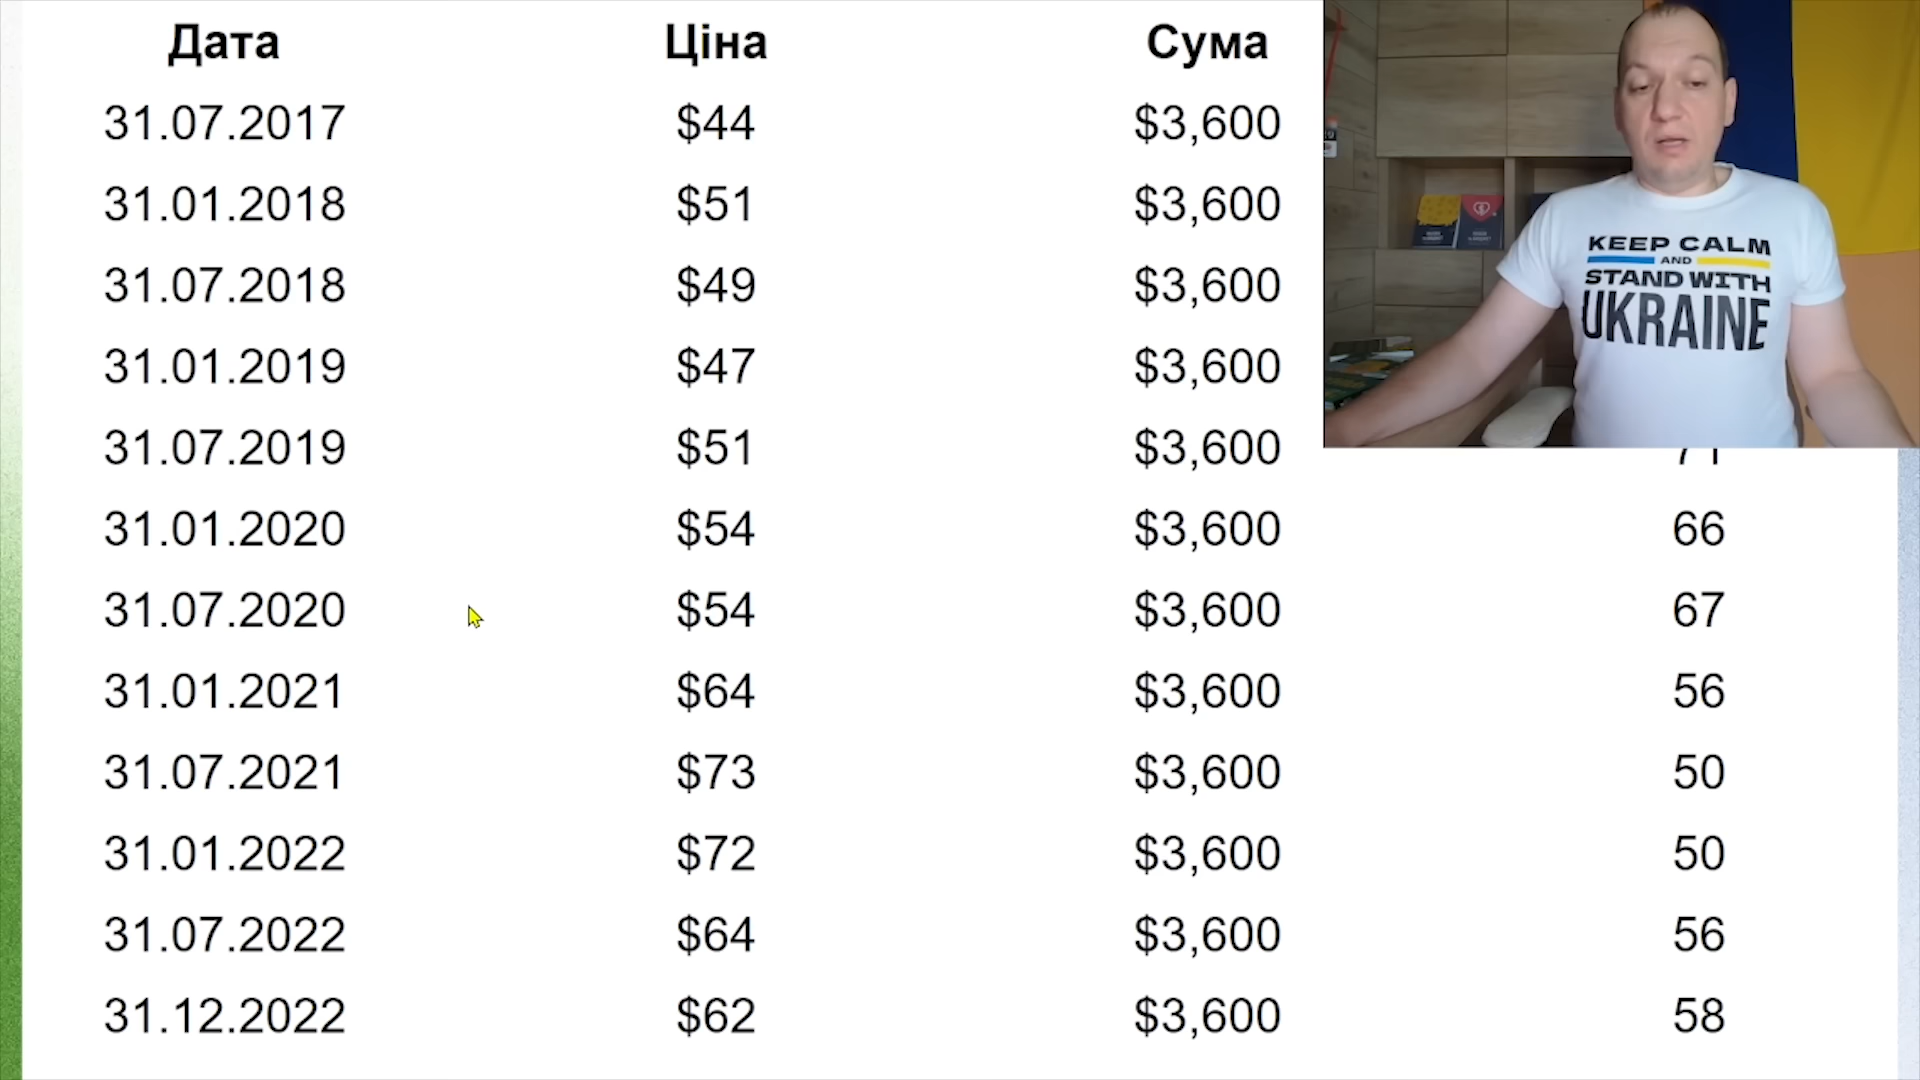 Дата Ціна Сума
31.07.2017 $44 $3,600
31.01.2018 $51 $3,600
31.07.2018 $49 $3,600
31.01.2019 $47 $3,600
31.07.2019 $51 $3,600 71
31.01.2020 $54 $3,600 66
31.07.2020 $54 $3,600 67
31.01.2021 $64 $3,600 56
31.07.2021 $73 $3,600 50
31.01.2022 $72 $3,600 50
31.07.2022 $64 $3,600 56
31.12.2022 $62 $3,600 58
KEEP CALM
AND
STAND WITH
UKRAINE